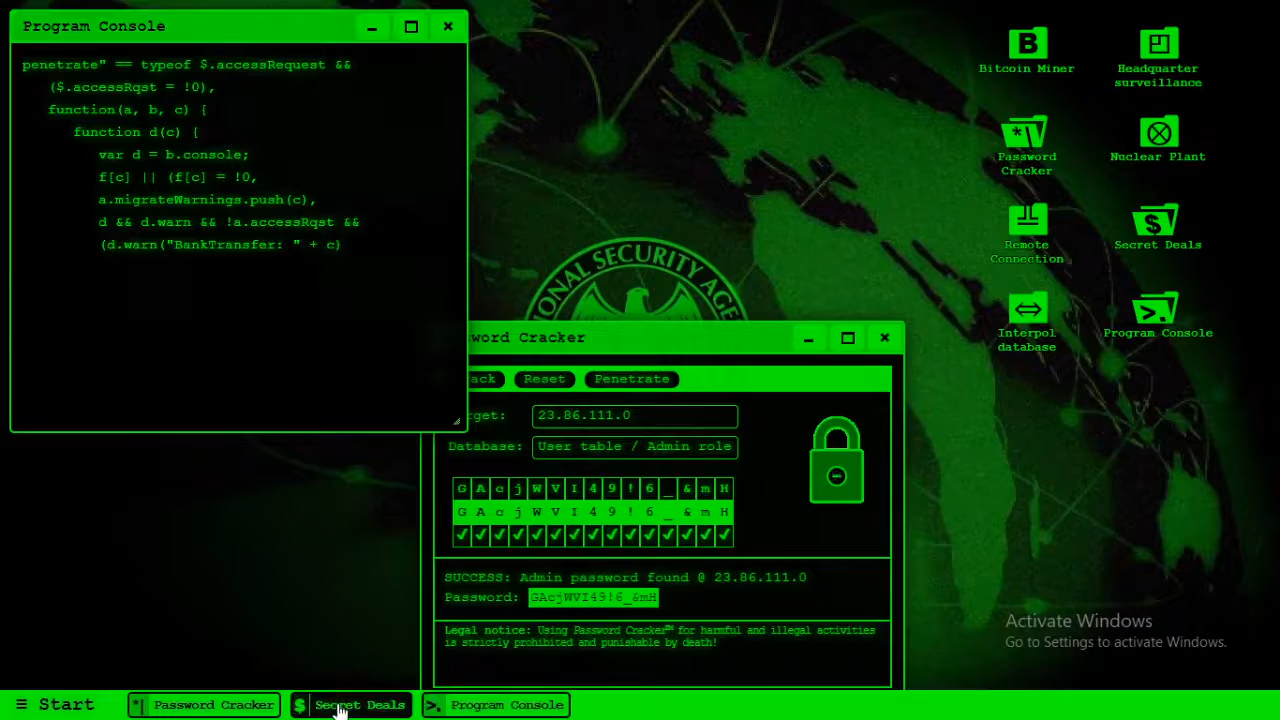 Program Console
penetrate" == typeof $.accessRequest &&
($.accessRqst = !0),
function(a, b, c) {
function d(c) {
var d = b.console;
f[c] || (f[c] = !0,
a.migrateWarnings.push(c),
d && d.warn && !a.accessRqst &&
(d.warn("BankTransfer: " + c)
Bitcoin Miner
Headquarter
surveillance
*|\
Password
Cracker
Nuclear Plant
Remote
Connection
$
Secret Deals
Interpol
database
>.
Program Console
ONAL SECURITY AGE
word Cracker
ack Reset Penetrate
rget: 23.86.111.0
Database: User table / Admin role
G A c j W V I 4 9 ! 6 _ & m H
G A c j W V I 4 9 ! 6 _ & m H
SUCCESS: Admin password found @ 23.86.111.0
Password: GAcjWVI49!6_&mH
Legal notice: Using Password Cracker™ for harmful and illegal activities
is strictly prohibited and punishable by death!
Activate Windows
Go to Settings to activate Windows.
≡ Start
*| Password Cracker
$ Secret Deals
>. Program Console